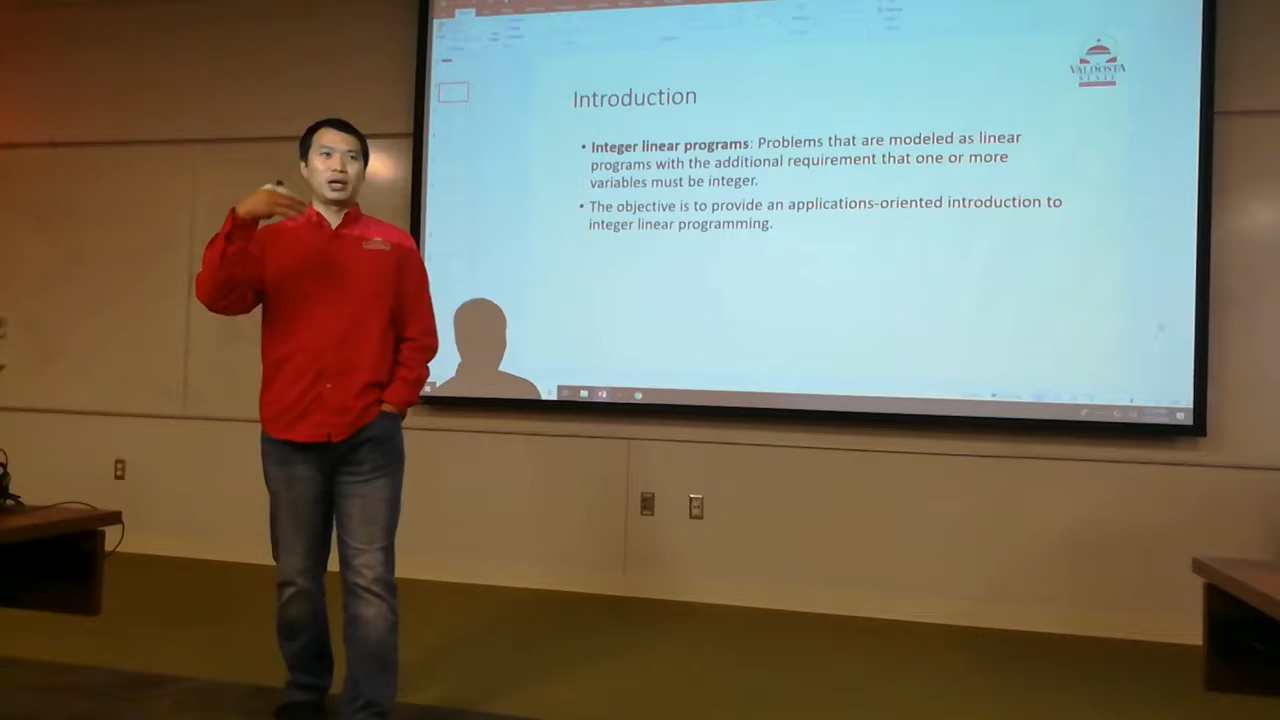 VALDOSTA
STATE
Introduction
• Integer linear programs: Problems that are modeled as linear
programs with the additional requirement that one or more
variables must be integer.
• The objective is to provide an applications-oriented introduction to
integer linear programming.